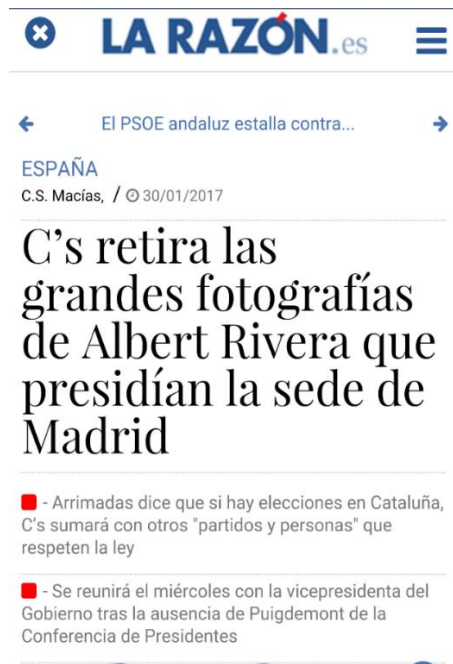 LA RAZÓN.es
El PSOE andaluz estalla contra...
ESPAÑA
C.S. Macías, / 30/01/2017
C’s retira las
grandes fotografías
de Albert Rivera que
presidían la sede de
Madrid
- Arrimadas dice que si hay elecciones en Cataluña,
C’s sumará con otros "partidos y personas" que
respeten la ley
- Se reunirá el miércoles con la vicepresidenta del
Gobierno tras la ausencia de Puigdemont de la
Conferencia de Presidentes